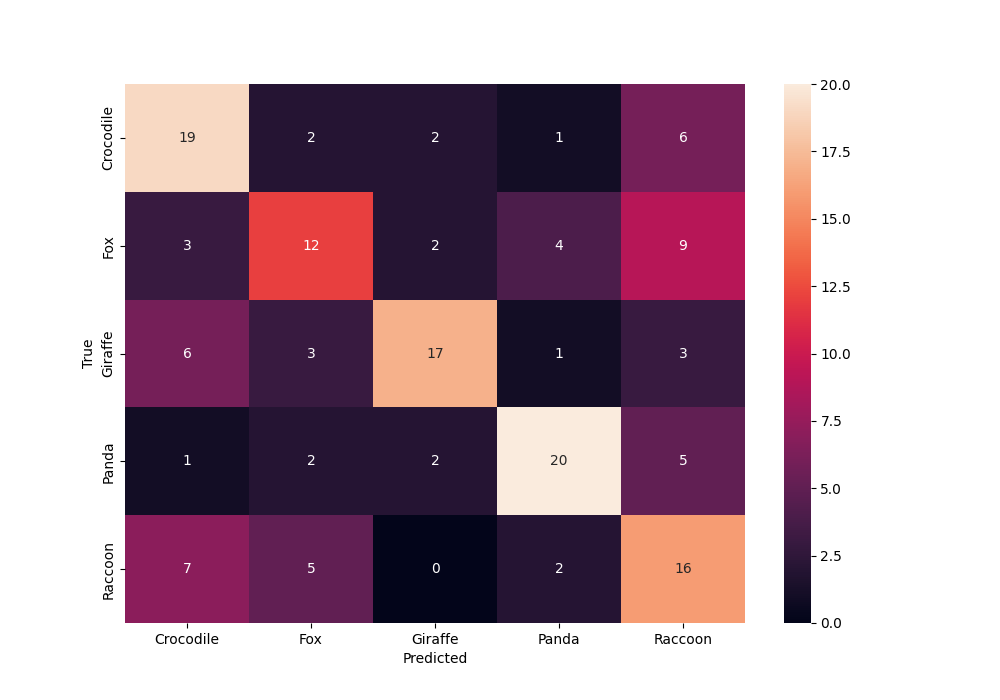 Crocodile 19 2 2 1 6
Fox 3 12 2 4 9
Giraffe 6 3 17 1 3
Panda 1 2 2 20 5
Raccoon 7 5 0 2 16
True
Crocodile Fox Giraffe Panda Raccoon
Predicted
20.0
17.5
15.0
12.5
10.0
7.5
5.0
2.5
0.0